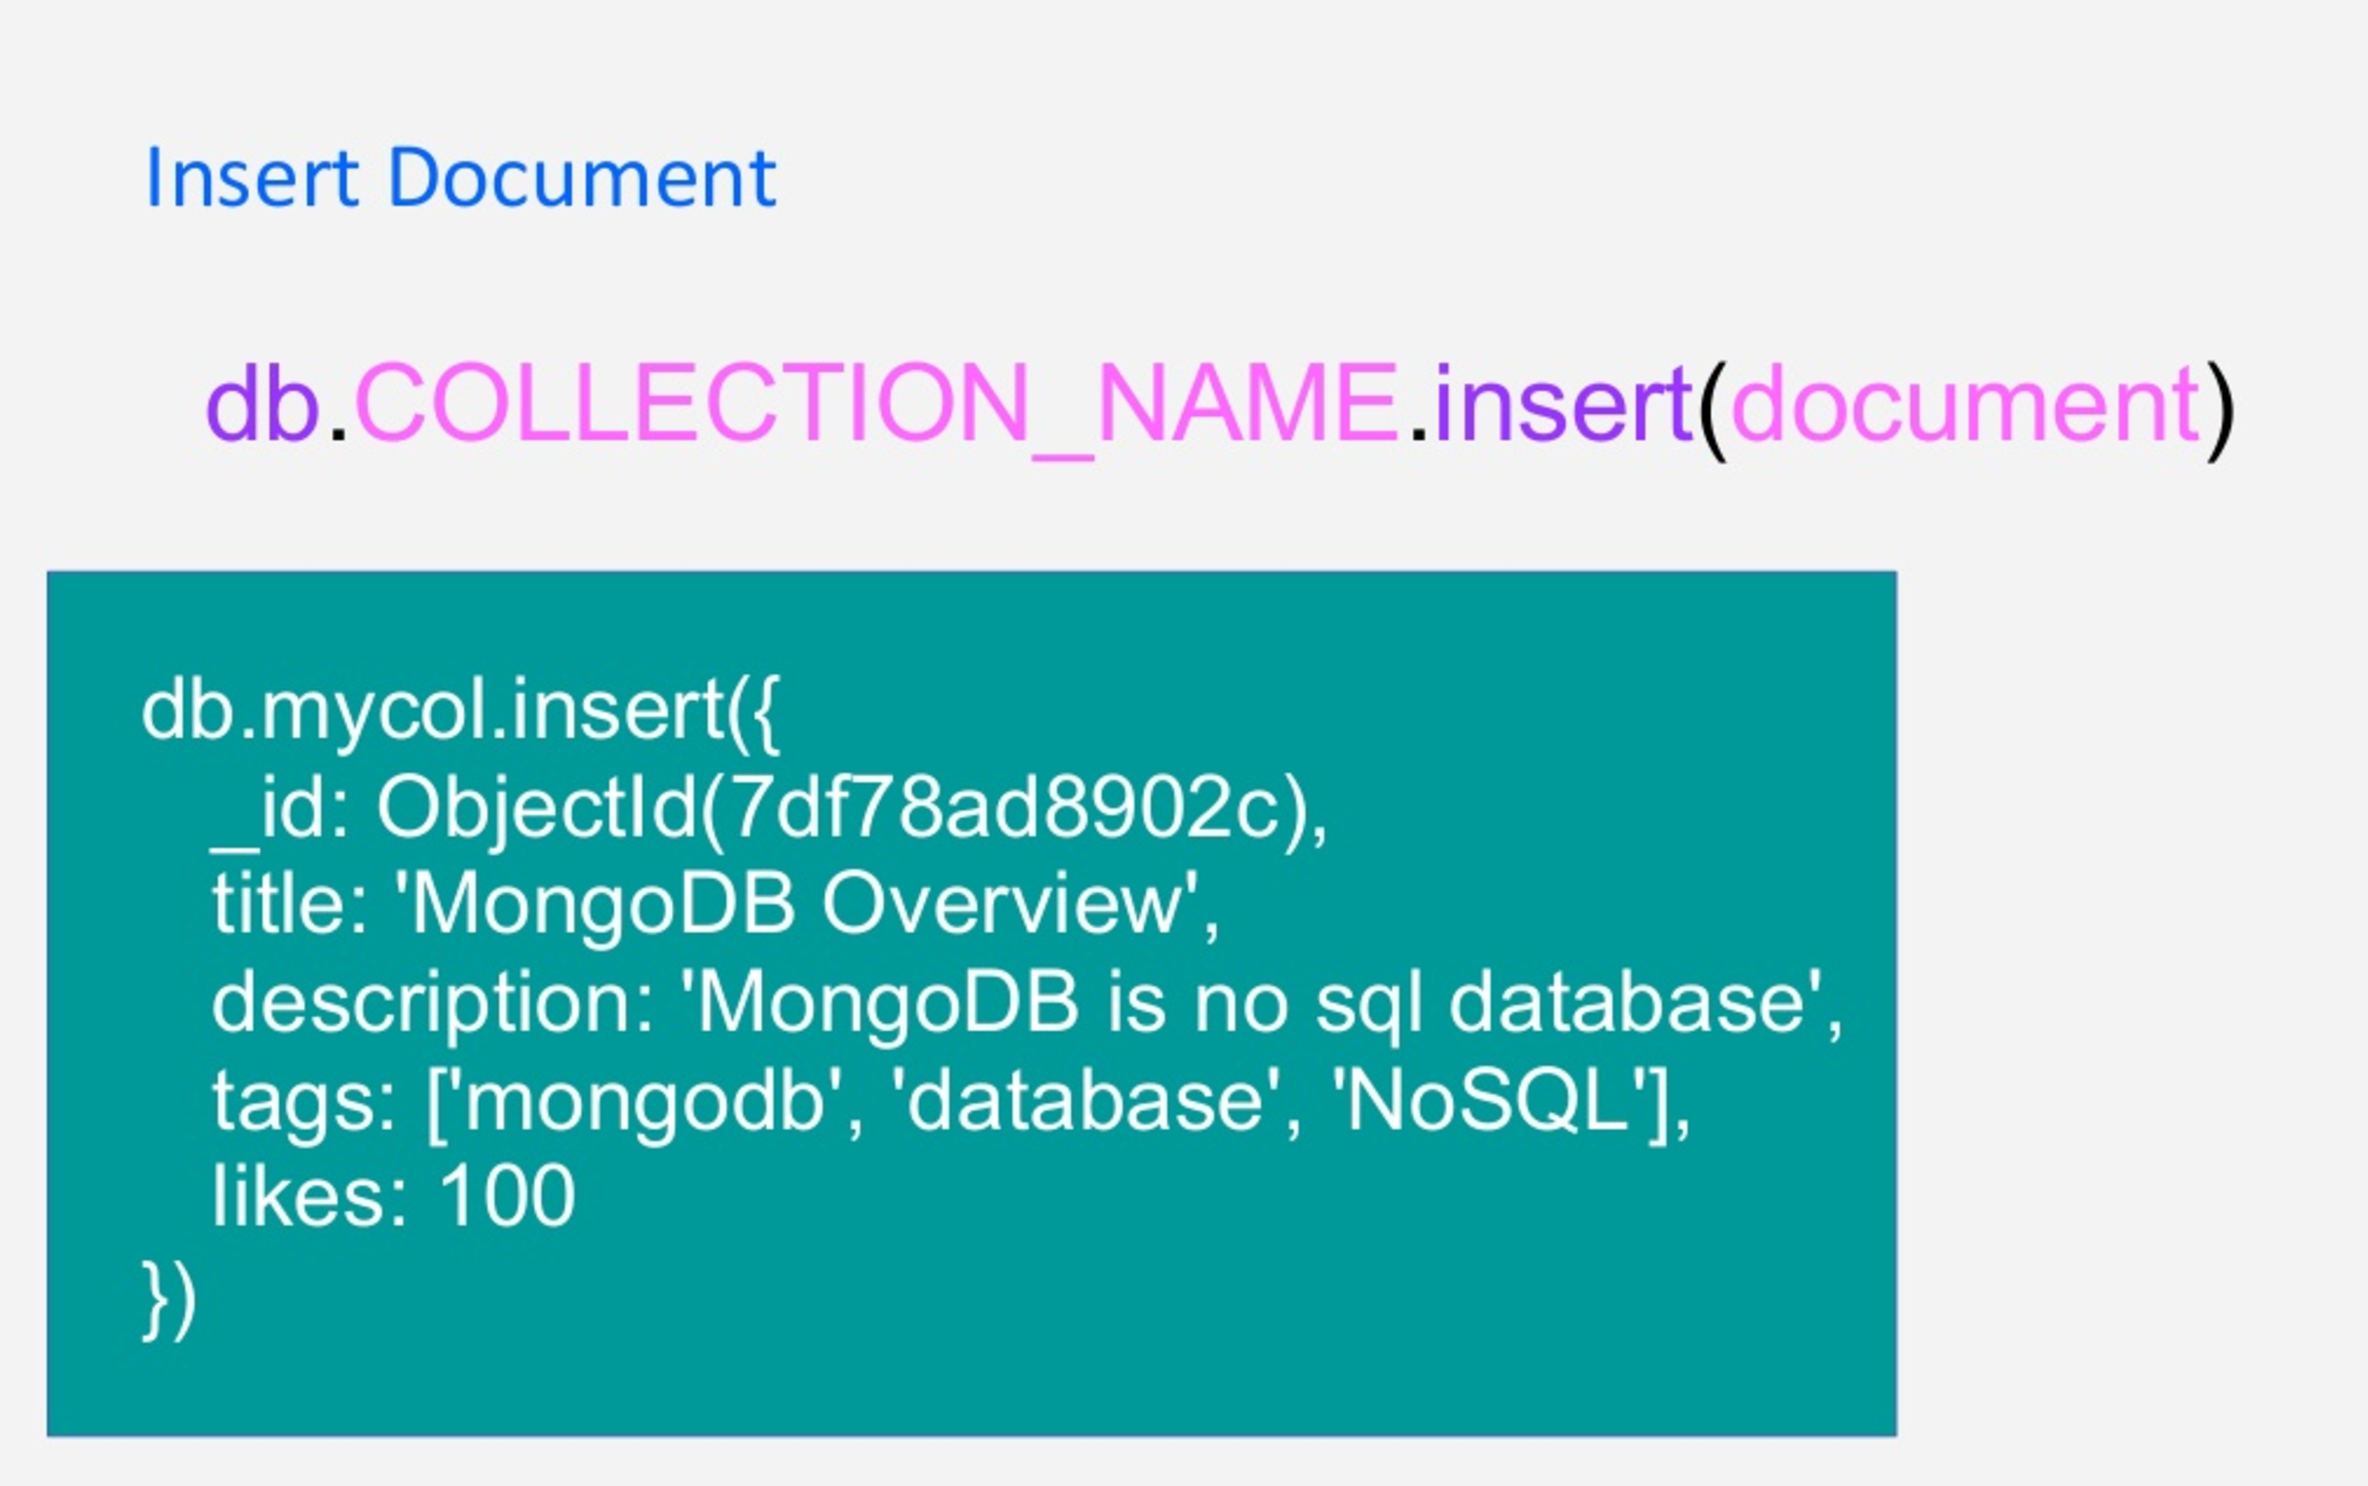 Insert Document
db.COLLECTION_NAME.insert(document)
db.mycol.insert({
_id: ObjectId(7df78ad8902c),
title: 'MongoDB Overview',
description: 'MongoDB is no sql database',
tags: ['mongodb', 'database', 'NoSQL'],
likes: 100
})